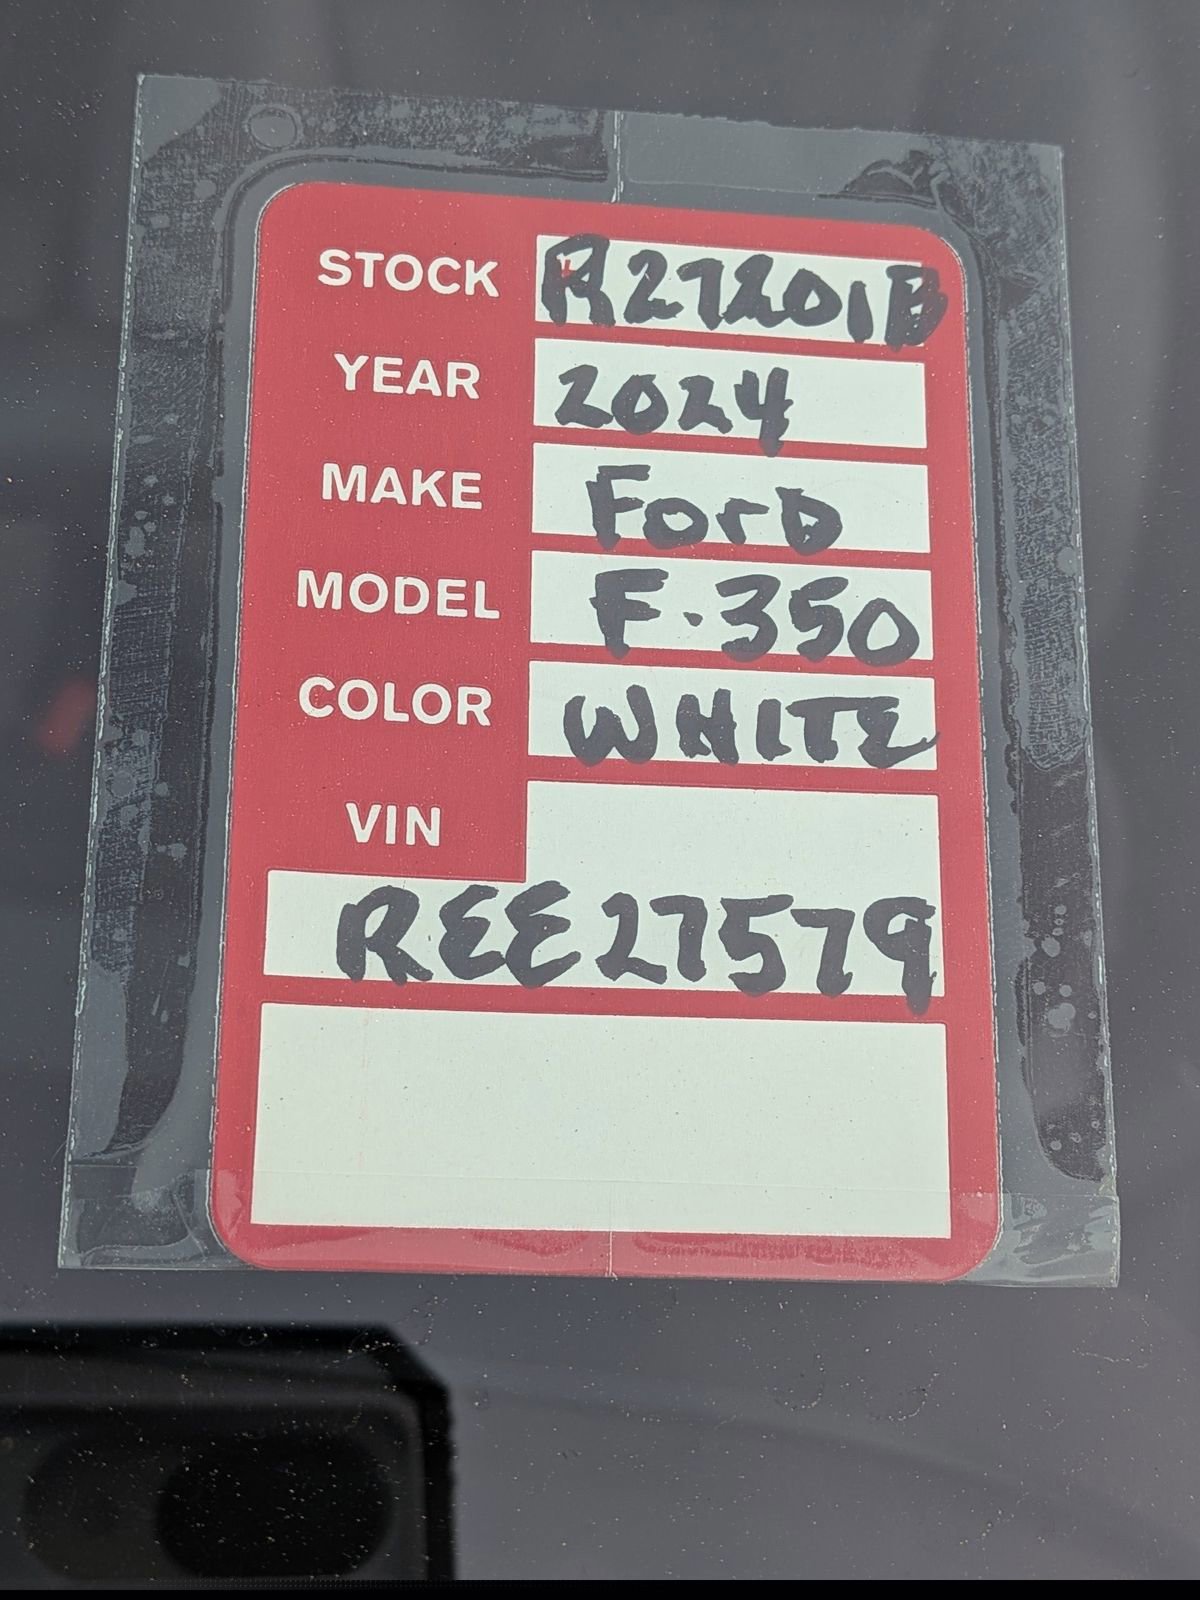 STOCK R27201B
YEAR 2024
MAKE Ford
MODEL F-350
COLOR WHITE
VIN
REE27579